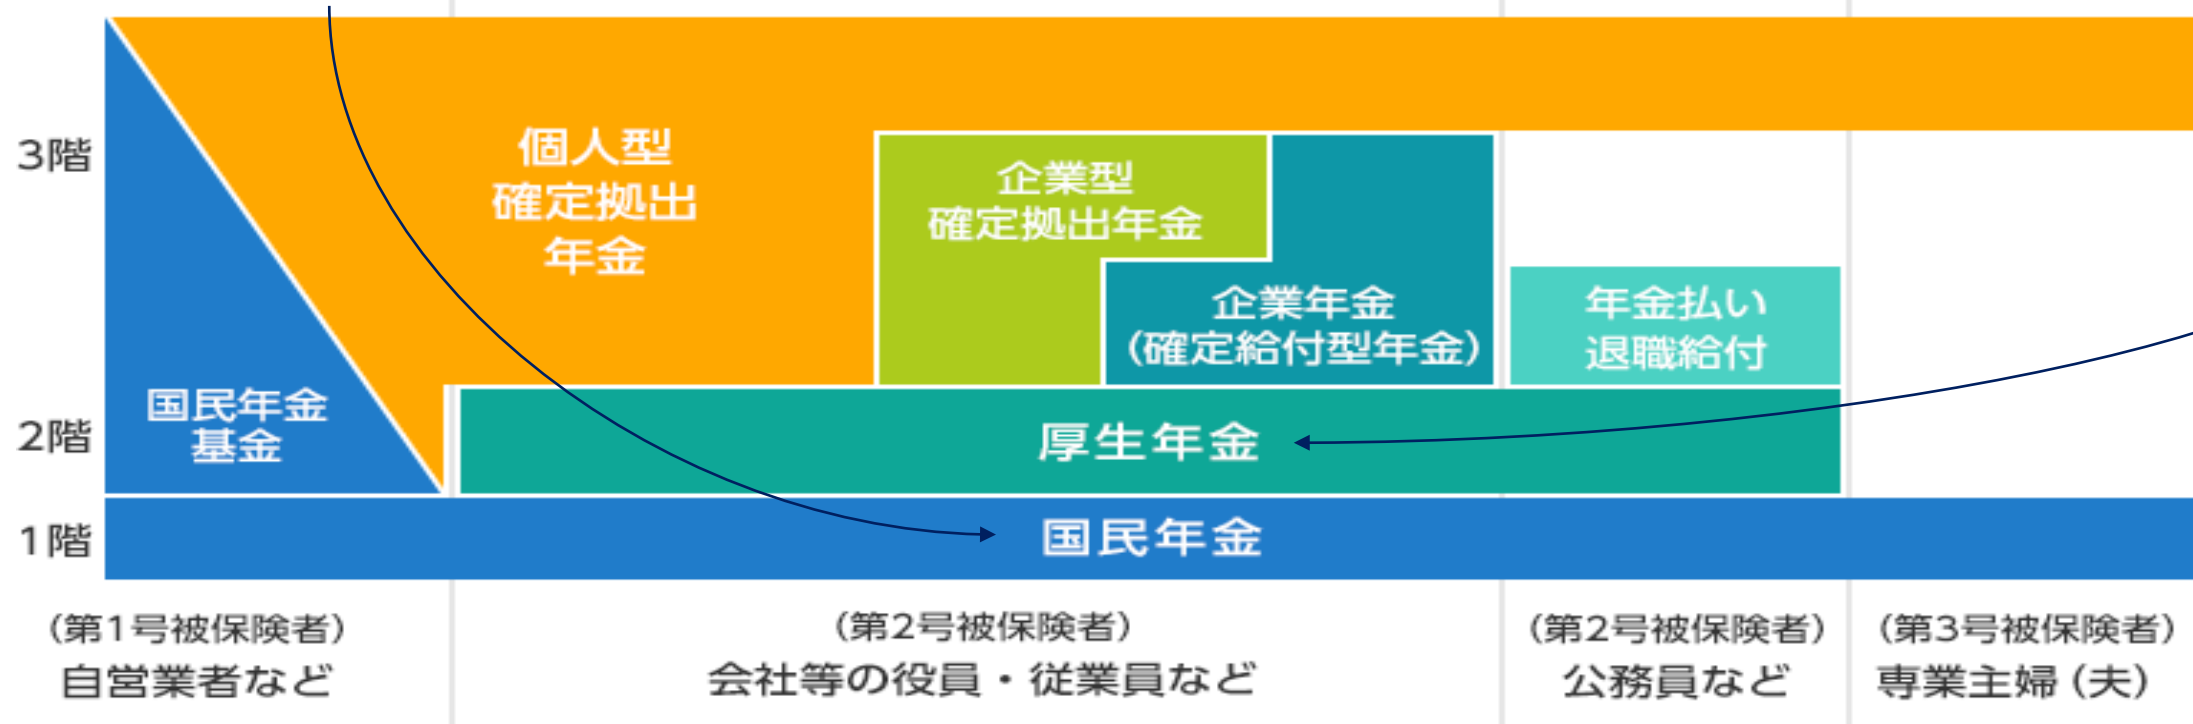 3階
個人型
確定拠出
年金
企業型
確定拠出年金
企業年金
(確定給付型年金)
年金払い
退職給付
2階
国民年金
基金
厚生年金
1階
国民年金
(第1号被保険者)
自営業者など
(第2号被保険者)
会社等の役員・従業員など
(第2号被保険者)
公務員など
(第3号被保険者)
専業主婦(夫)